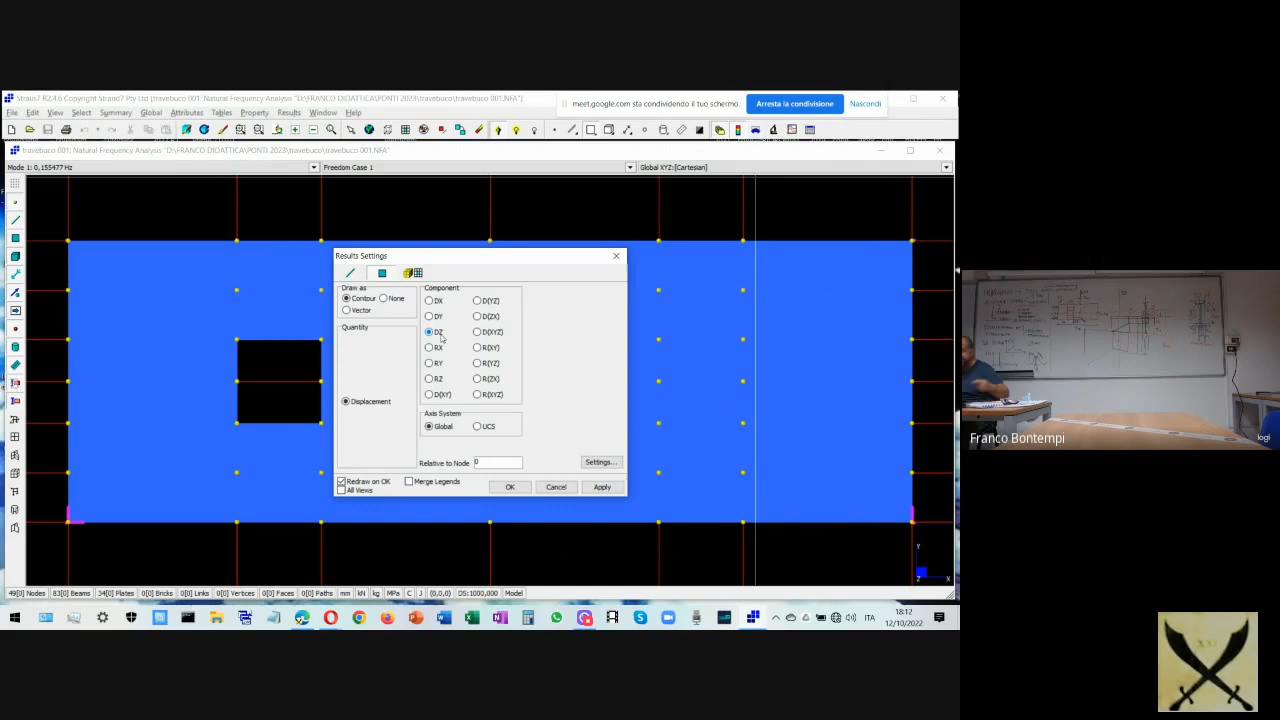 Straus7 R2.4.6 Copyright Strand7 Pty Ltd [travebuco 001: Natural Frequency Analysis "D:\FRANCO DIDATTICA\PONTI 2023\travebuco\travebuco 001.NFA"]
meet.google.com sta condividendo il tuo schermo.
Arresta la condivisione
Nascondi
File Edit View Select Summary Global Attributes Tables Property Results Window Help
travebuco 001: Natural Frequency Analysis "D:\FRANCO DIDATTICA\PONTI 2023\travebuco\travebuco 001.NFA"
Mode 1: 0,155477 Hz
Freedom Case 1
Global XYZ:[Cartesian]
Results Settings
Draw as
Contour
None
Vector
Quantity
Displacement
Component
DX
D(YZ)
DY
D(ZX)
DZ
D(XYZ)
RX
R(XY)
RY
R(YZ)
RZ
R(ZX)
D(XY)
R(XYZ)
Axis System
Global
UCS
Relative to Node
0
Settings...
Redraw on OK
Merge Legends
All Views
OK
Cancel
Apply
Y
Z
X
49[0] Nodes 83[0] Beams 34[0] Plates 0[0] Bricks 0[0] Links 0[0] Vertices 0[0] Faces 0[0] Paths mm kN kg MPa C J (0,0,0) DS:1000,000 Model
ITA
18:12
12/10/2022
Franco Bontempi
logi